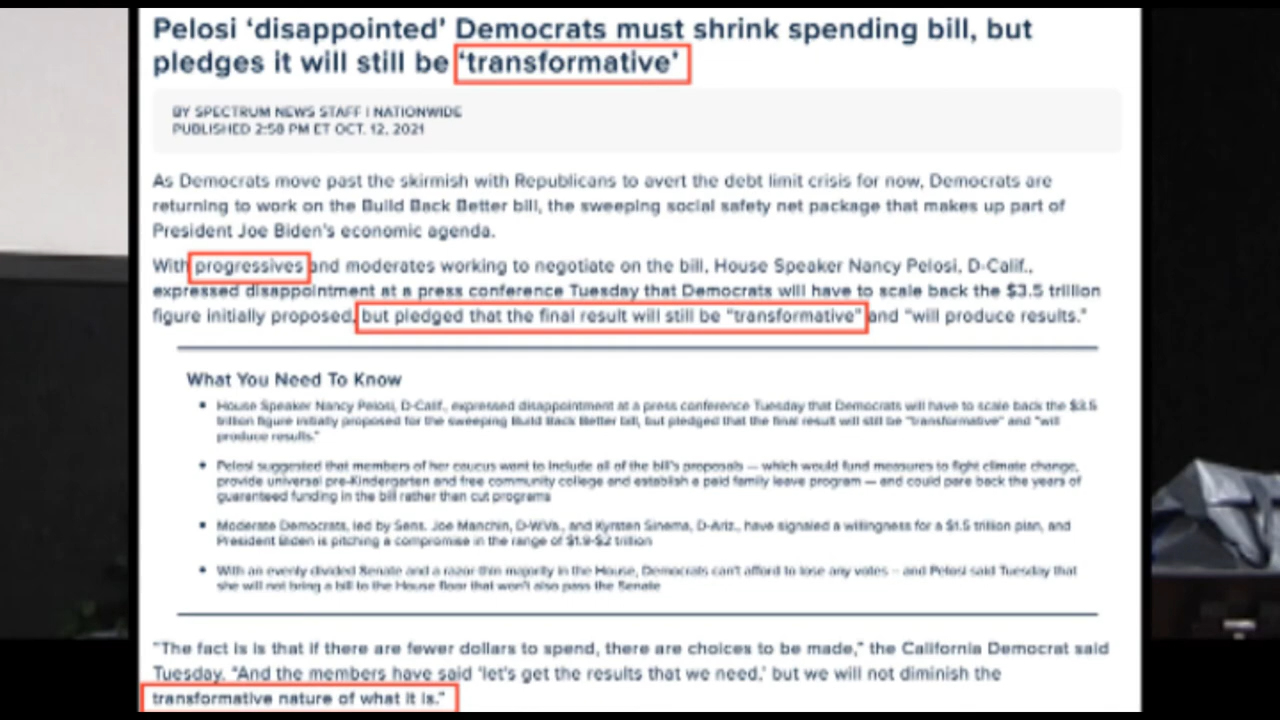 Pelosi ‘disappointed’ Democrats must shrink spending bill, but
pledges it will still be ‘transformative’
BY SPECTRUM NEWS STAFF | NATIONWIDE
PUBLISHED 2:58 PM ET OCT. 12, 2021
As Democrats move past the skirmish with Republicans to avert the debt limit crisis for now, Democrats are
returning to work on the Build Back Better bill, the sweeping social safety net package that makes up part of
President Joe Biden's economic agenda.
With progressives and moderates working to negotiate on the bill, House Speaker Nancy Pelosi, D-Calif.,
expressed disappointment at a press conference Tuesday that Democrats will have to scale back the $3.5 trillion
figure initially proposed, but pledged that the final result will still be "transformative" and "will produce results."
What You Need To Know
• House Speaker Nancy Pelosi, D-Calif., expressed disappointment at a press conference Tuesday that Democrats will have to scale back the $3.5
trillion figure initially proposed for the sweeping Build Back Better bill, but pledged that the final result will still be "transformative" and "will
produce results."
• Pelosi suggested that members of her caucus want to include all of the bill's proposals — which would fund measures to fight climate change,
provide universal pre-Kindergarten and free community college and establish a paid family leave program — and could pare back the years of
guaranteed funding in the bill rather than cut programs
• Moderate Democrats, led by Sens. Joe Manchin, D-W.Va., and Kyrsten Sinema, D-Ariz., have signaled a willingness for a $1.5 trillion plan, and
President Biden is pitching a compromise in the range of $1.9-$2 trillion
• With an evenly divided Senate and a razor thin majority in the House, Democrats can't afford to lose any votes – and Pelosi said Tuesday that
she will not bring a bill to the House floor that won't also pass the Senate
"The fact is is that if there are fewer dollars to spend, there are choices to be made," the California Democrat said
Tuesday. "And the members have said 'let's get the results that we need,' but we will not diminish the
transformative nature of what it is."